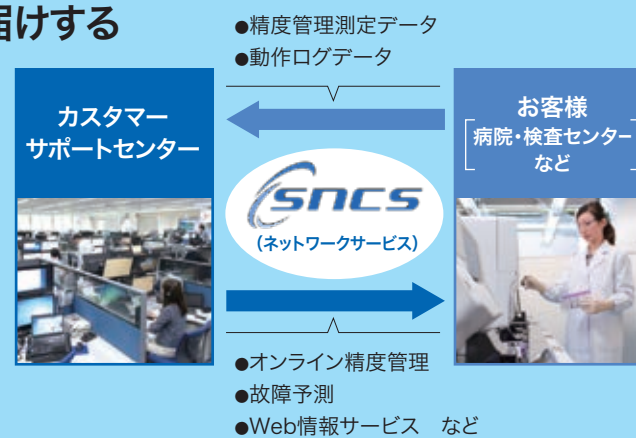 届けする
●精度管理測定データ
●動作ログデータ
カスタマー
サポートセンター
お客様
病院・検査センター
など
sncs
(ネットワークサービス)
●オンライン精度管理
●故障予測
●Web情報サービス　など